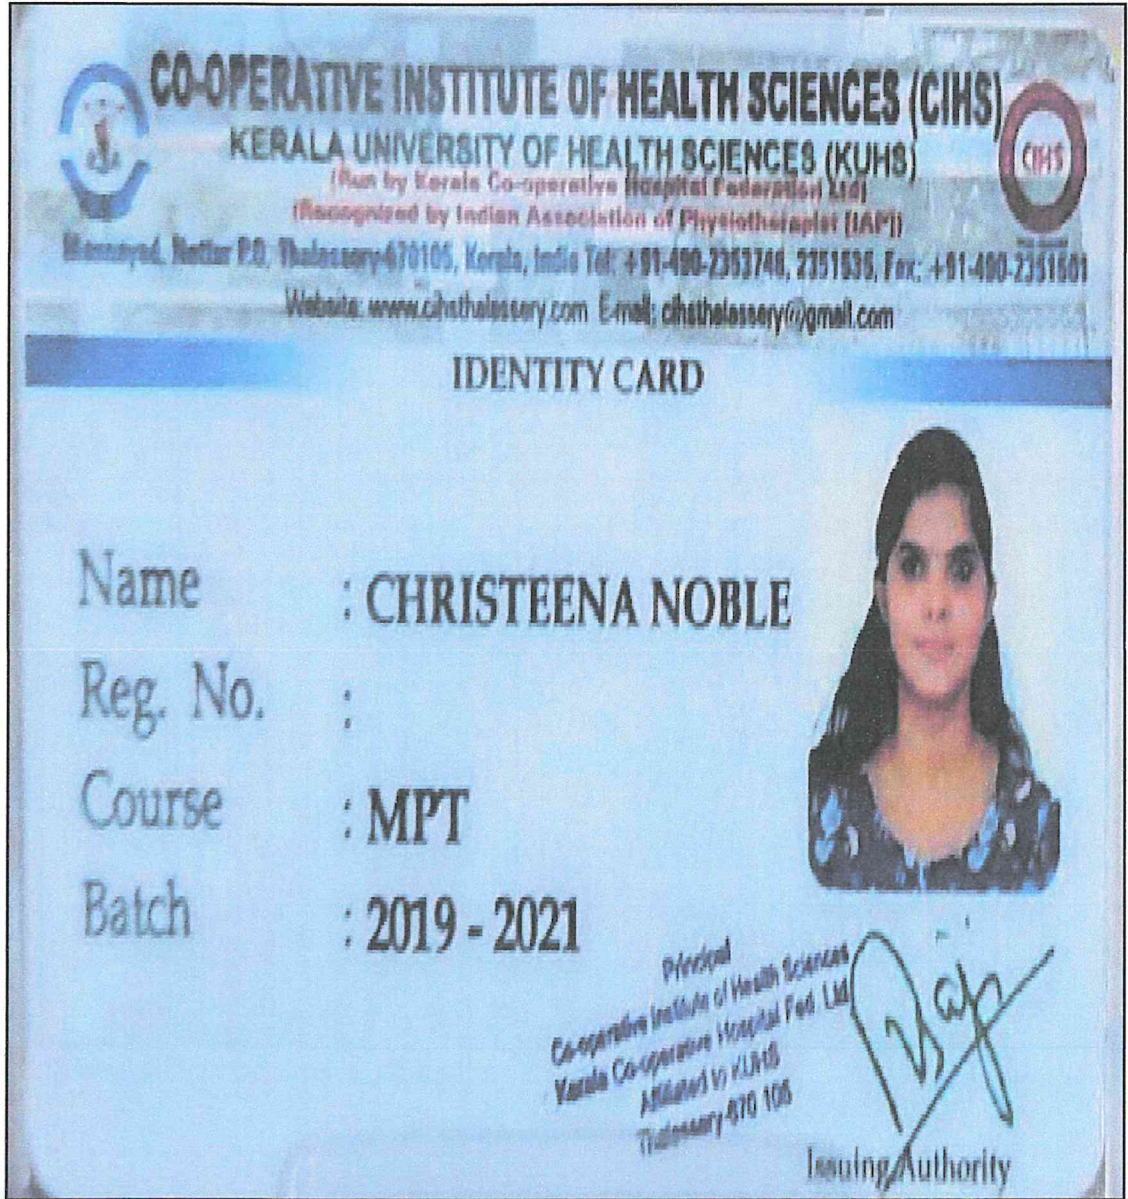 CO-OPERATIVE INSTITUTE OF HEALTH SCIENCES (CIHS)
KERALA UNIVERSITY OF HEALTH SCIENCES (KUHS)
(Run by Kerala Co-operative Hospital Federation Ltd)
(Recognised by Indian Association of Physiotherapist [IAP])
CIHS
Nettur P.O, Thalassery-670105, Kerala, India Tel: +91-490-2353746, 2351535, Fax: +91-490-2351501
Website: www.cihsthalassery.com E-mail: cihsthalassery@gmail.com
IDENTITY CARD
Name : CHRISTEENA NOBLE
Reg. No. :
Course : MPT
Batch : 2019 - 2021
Principal
Co-operative Institute of Health Sciences
Kerala Co-operative Hospital Fed. Ltd
Affiliated to KUHS
Thalassery-670 105
Issuing Authority